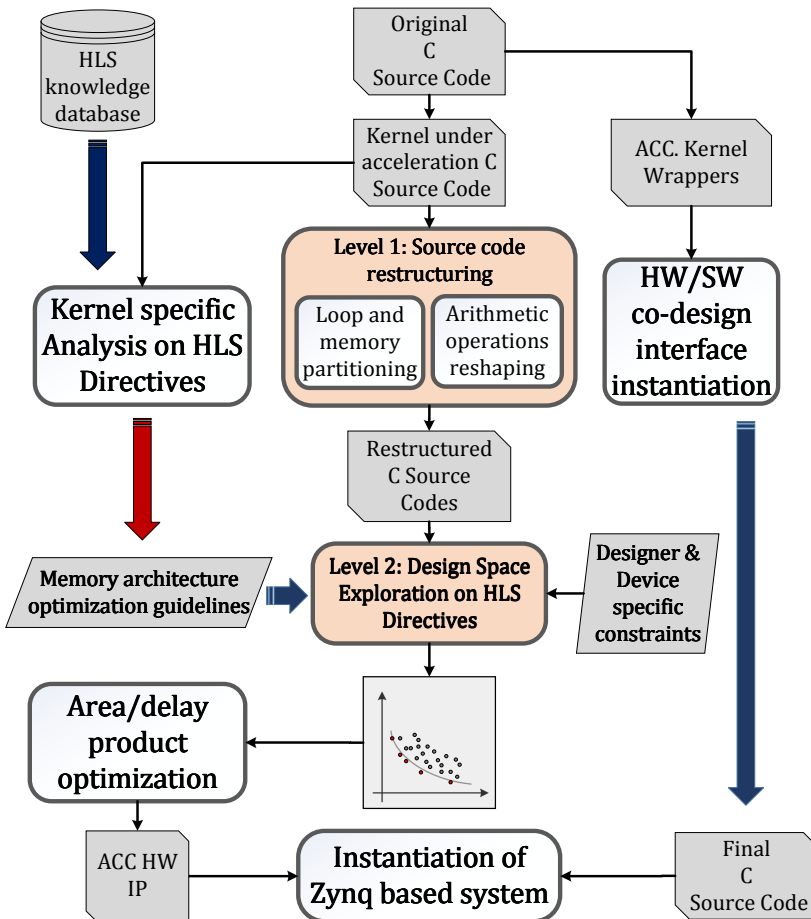 HLS
knowledge
database
Original
C
Source Code
Kernel under
acceleration C
Source Code
ACC. Kernel
Wrappers
Level 1: Source code
restructuring
Loop and
memory
partitioning
Arithmetic
operations
reshaping
Kernel specific
Analysis on HLS
Directives
HW/SW
co-design
interface
instantiation
Restructured
C Source
Codes
Memory architecture
optimization guidelines
Level 2: Design Space
Exploration on HLS
Directives
Designer &
Device
specific
constraints
Area/delay
product
optimization
ACC HW
IP
Instantiation of
Zynq based system
Final
C
Source Code